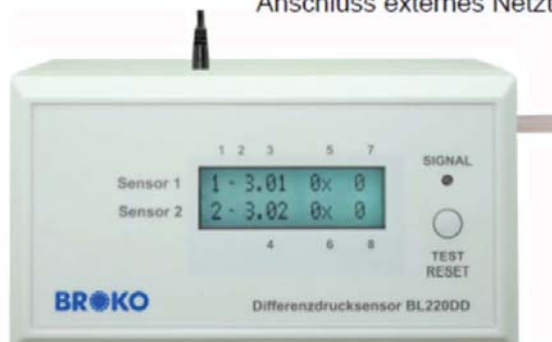 Anschluss externes Netzt
1 2 3 5 7
SIGNAL
Sensor 1 1 - 3.01 0x 0
Sensor 2 2 - 3.02 0x 0
4 6 8
TEST
RESET
BROKO Differenzdrucksensor BL220DD